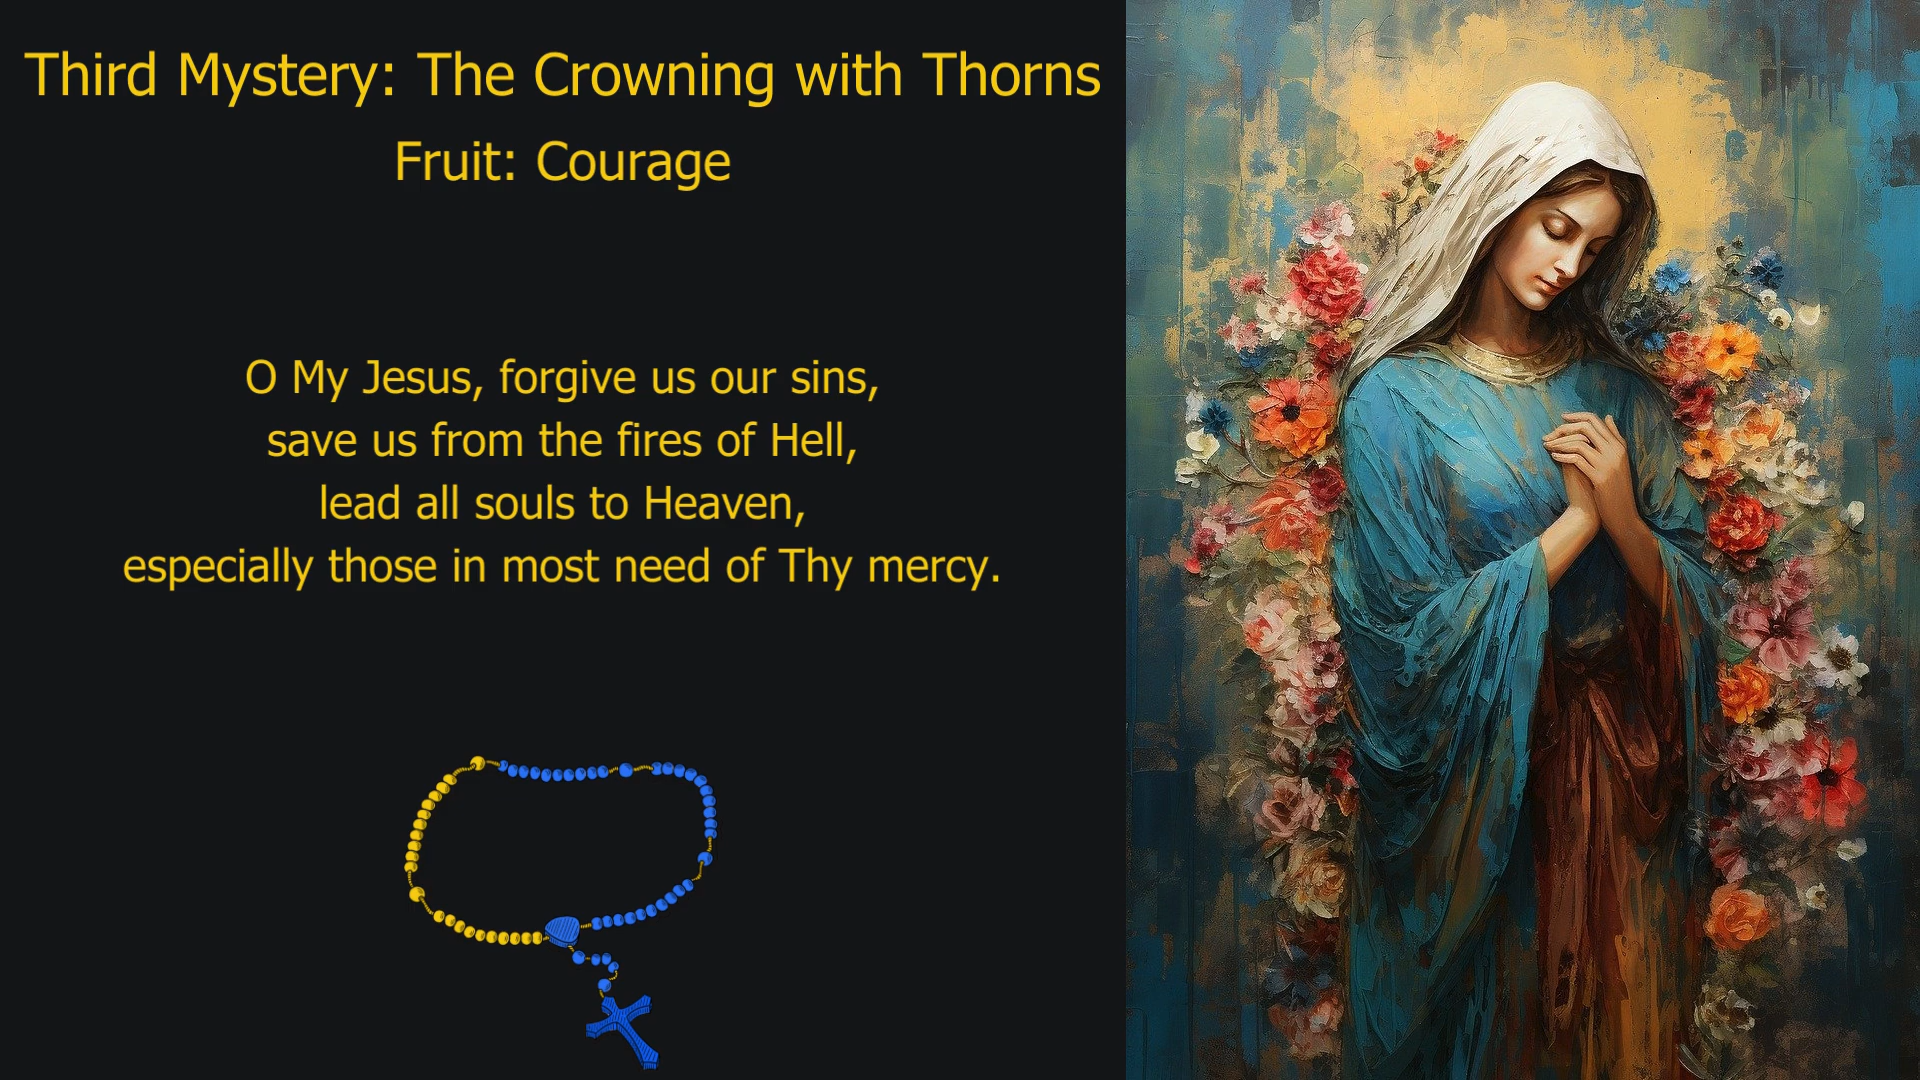 Third Mystery: The Crowning with Thorns
Fruit: Courage
O My Jesus, forgive us our sins,
save us from the fires of Hell,
lead all souls to Heaven,
especially those in most need of Thy mercy.